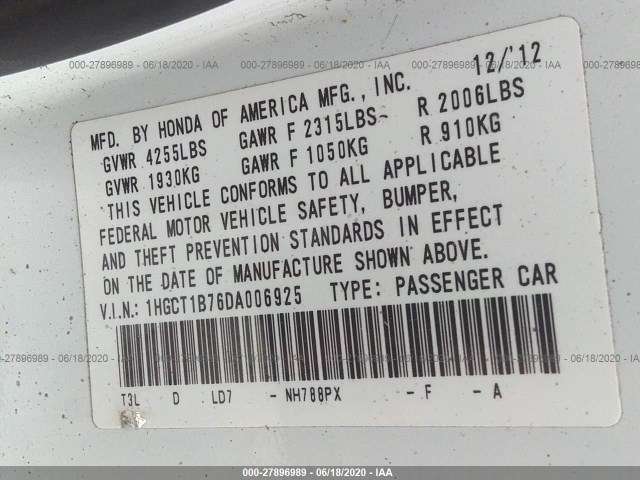 000-27896989 - 06/18/2020 - IAA
12/'12
MFD. BY HONDA OF AMERICA MFG., INC.
GVWR 4255LBS GAWR F 2315LBS R 2006LBS
GVWR 1930KG GAWR F 1050KG R 910KG
THIS VEHICLE CONFORMS TO ALL APPLICABLE
FEDERAL MOTOR VEHICLE SAFETY, BUMPER,
AND THEFT PREVENTION STANDARDS IN EFFECT
ON THE DATE OF MANUFACTURE SHOWN ABOVE.
V.I.N.: 1HGCT1B76DA006925 TYPE: PASSENGER CAR
T3L D LD7 - NH788PX - F - A
000-27896989 - 06/18/2020 - IAA